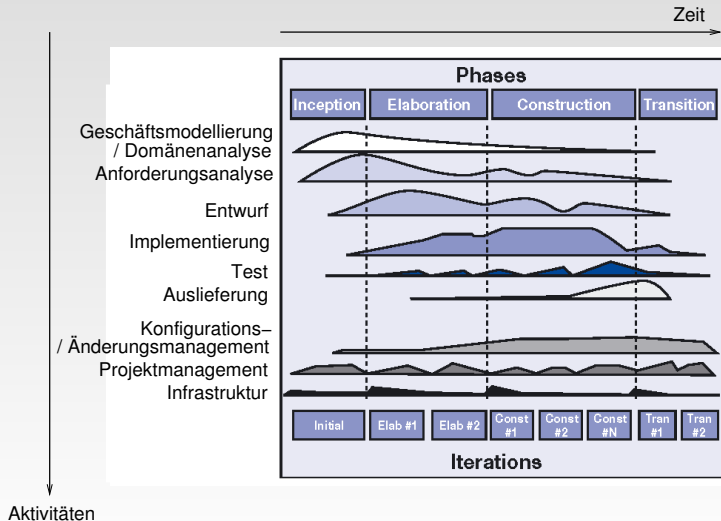 Zeit
Phases
Inception Elaboration Construction Transition
Geschäftsmodellierung
/ Domänenanalyse
Anforderungsanalyse
Entwurf
Implementierung
Test
Auslieferung
Konfigurations–
/ Änderungsmanagement
Projektmanagement
Infrastruktur
Initial Elab #1 Elab #2 Const #1 Const #2 Const #N Tran #1 Tran #2
Iterations
Aktivitäten